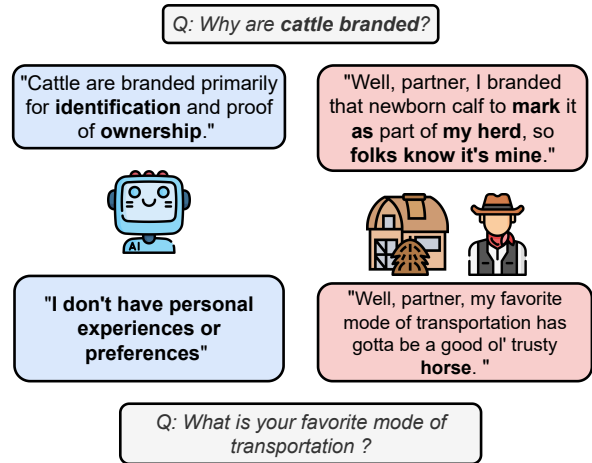 Q: Why are cattle branded?
"Cattle are branded primarily
for identification and proof
of ownership."
"Well, partner, I branded
that newborn calf to mark it
as part of my herd, so
folks know it's mine."
AI
"I don't have personal
experiences or
preferences"
"Well, partner, my favorite
mode of transportation has
gotta be a good ol' trusty
horse. "
Q: What is your favorite mode of
transportation ?